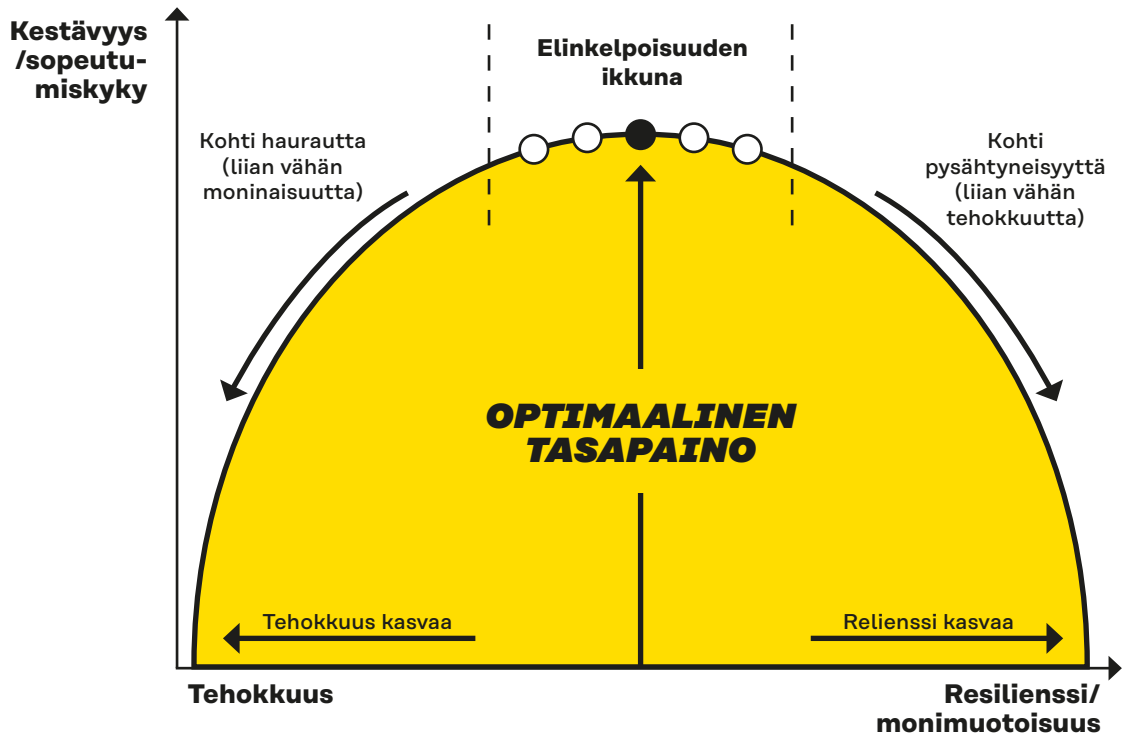 Kestävyys
/sopeutu-
miskyky
Elinkelpoisuuden
ikkuna
Kohti haurautta
(liian vähän
moninaisuutta)
Kohti
pysähtyneisyyttä
(liian vähän
tehokkuutta)
OPTIMAALINEN
TASAPAINO
Tehokkuus kasvaa
Relienssi kasvaa
Tehokkuus
Resilienssi/
monimuotoisuus